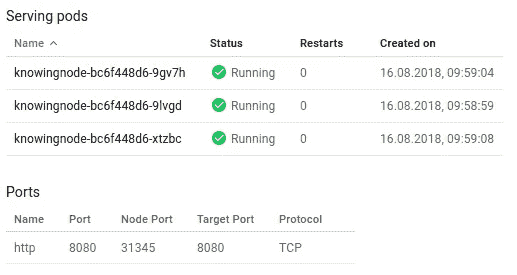 Serving pods
Name Status Restarts Created on
knowingnode-bc6f448d6-9gv7h Running 0 16.08.2018, 09:59:04
knowingnode-bc6f448d6-9lvgd Running 0 16.08.2018, 09:58:59
knowingnode-bc6f448d6-xtzbc Running 0 16.08.2018, 09:59:08
Ports
Name Port Node Port Target Port Protocol
http 8080 31345 8080 TCP